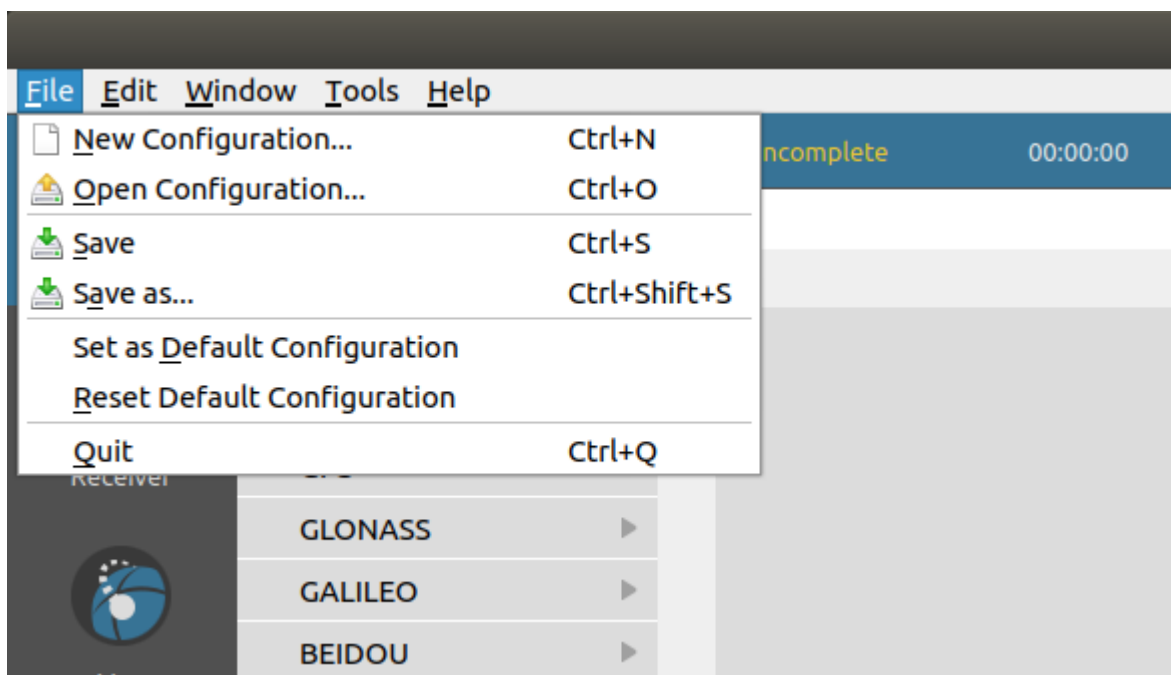 File Edit Window Tools Help
New Configuration... Ctrl+N
Open Configuration... Ctrl+O
Save Ctrl+S
Save as... Ctrl+Shift+S
Set as Default Configuration
Reset Default Configuration
Quit Ctrl+Q
ncomplete 00:00:00
Receiver
GLONASS
GALILEO
BEIDOU